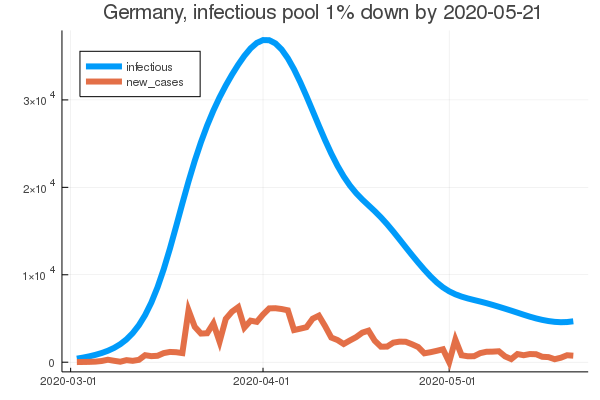 Germany, infectious pool 1% down by 2020-05-21
infectious
new_cases
3×10 4
2×10 4
1×10 4
0
2020-03-01 2020-04-01 2020-05-01